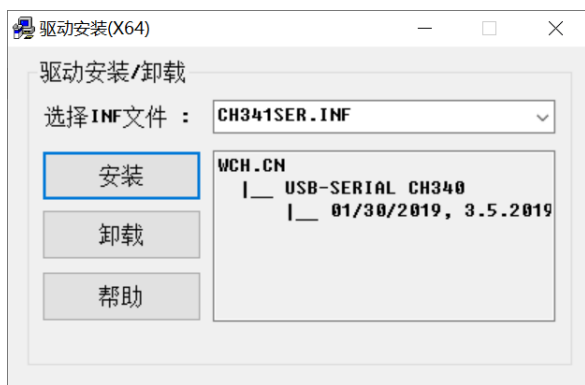 驱动安装(X64)
驱动安装/卸载
选择INF文件 : CH341SER.INF
安装
卸载
帮助
WCH.CN
|__ USB-SERIAL CH340
|__ 01/30/2019, 3.5.2019